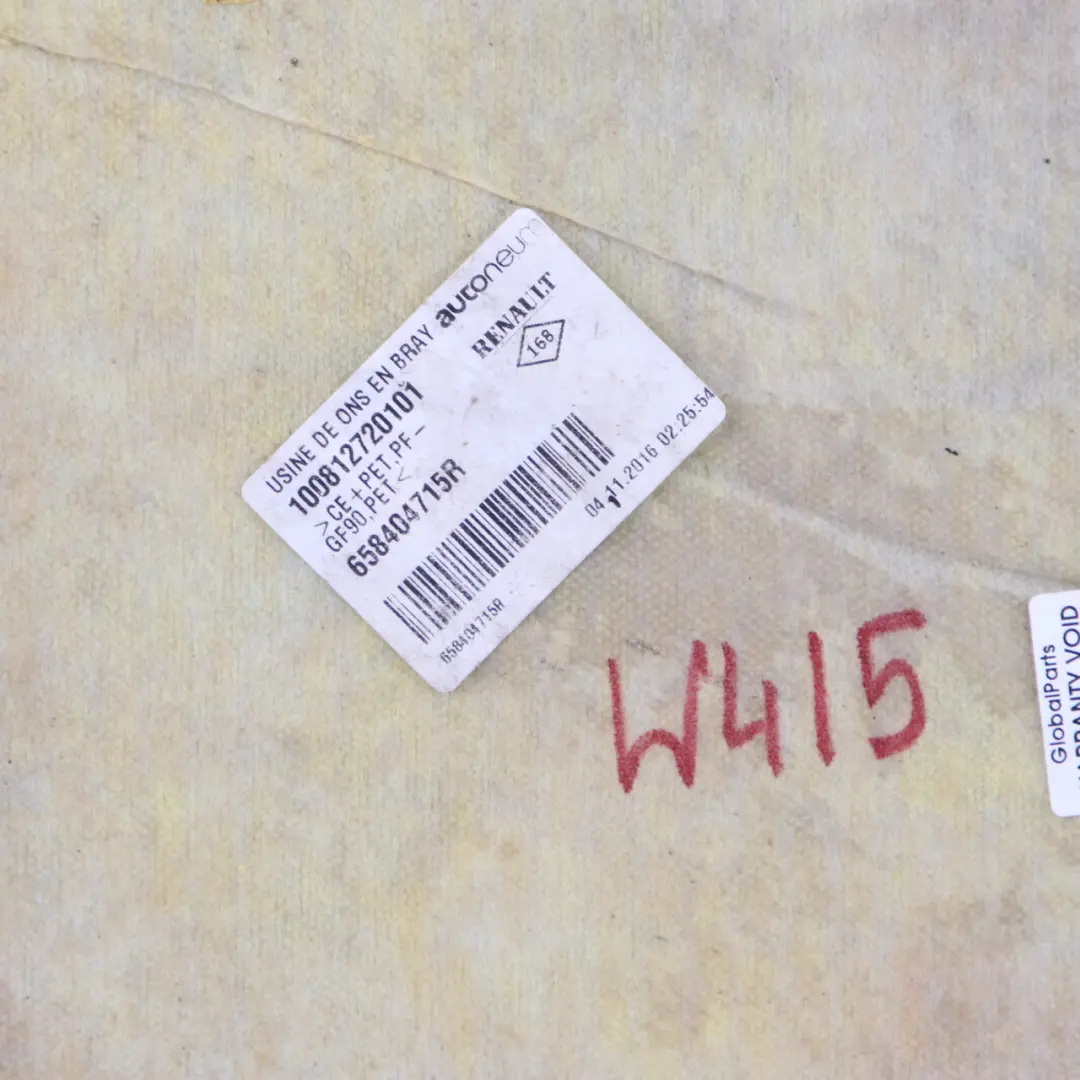 USINE DE ONS EN BRAY autoneum
100812720101
RENAULT
168
>CE+PET,PF-
GF90,PET<
658404715R
658404715R
04.11.2016 02:25:54
W415
GlobalParts
WARRANTY VOID